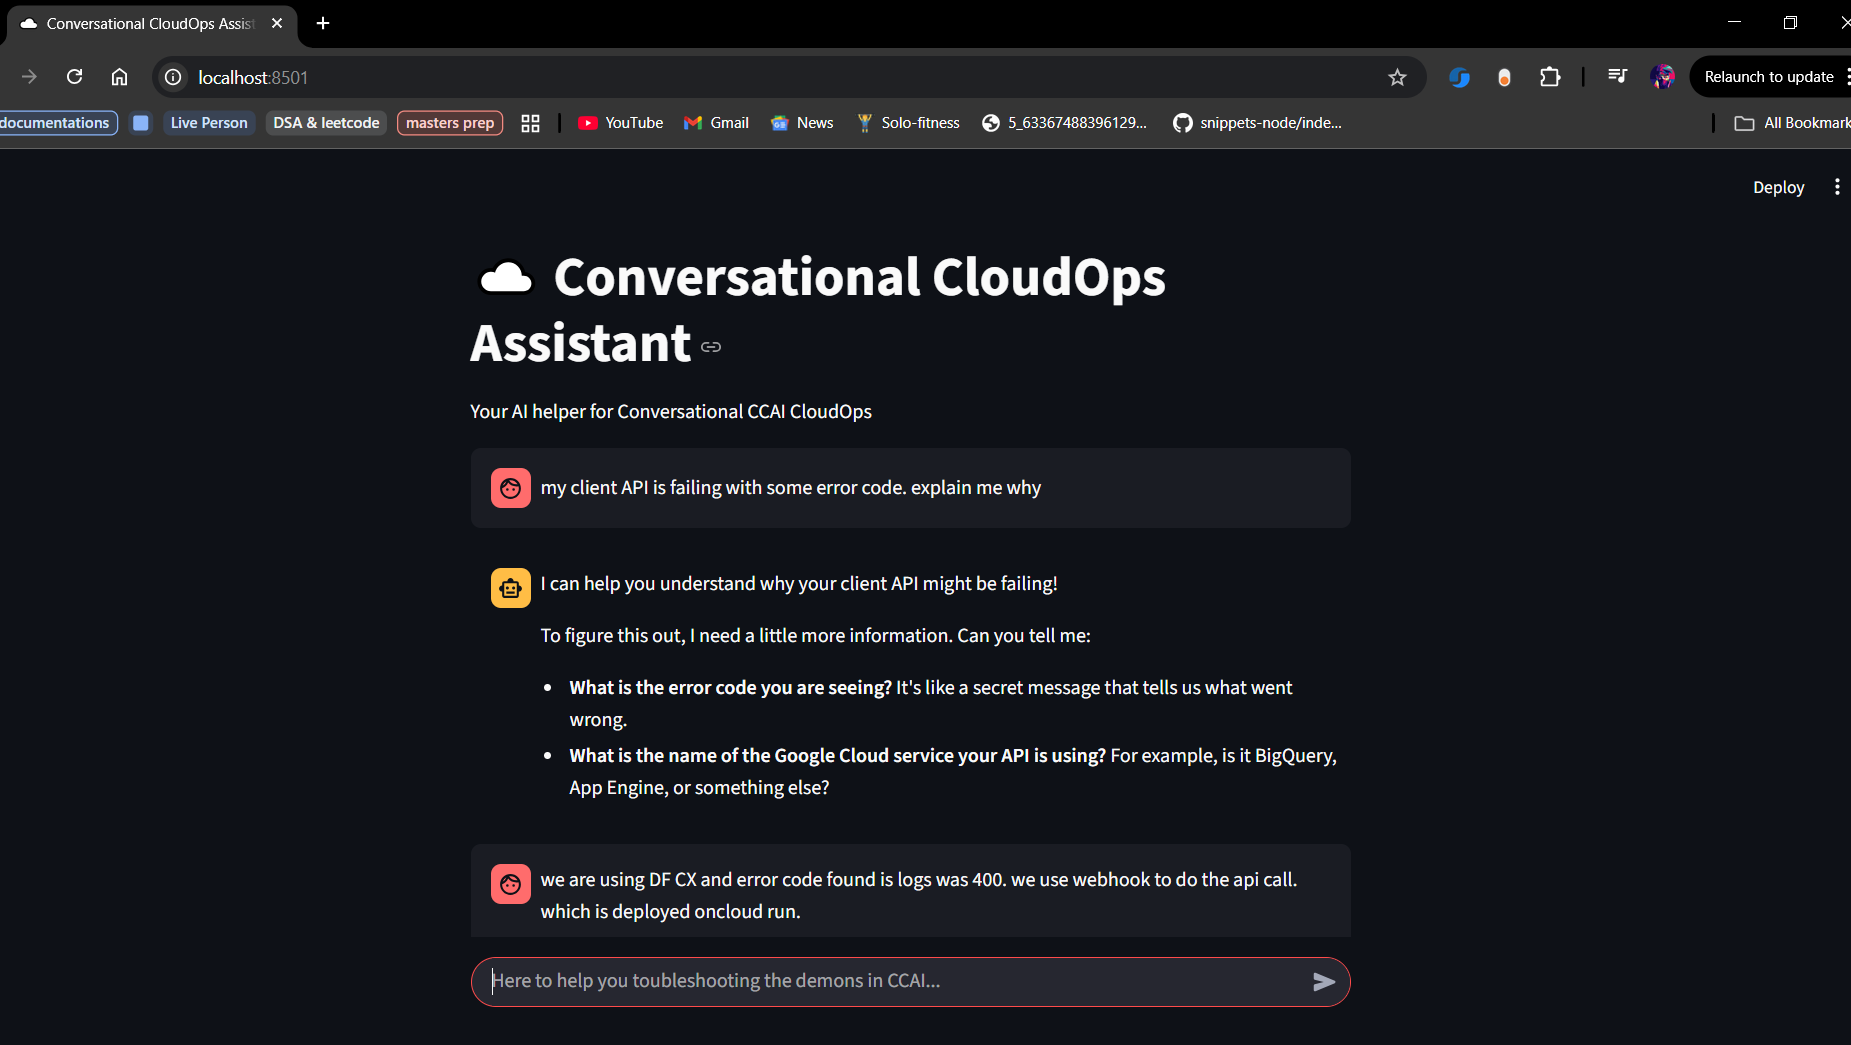 Conversational CloudOps Assist
localhost:8501
Relaunch to update
documentations
Live Person
DSA & leetcode
masters prep
YouTube
Gmail
News
Solo-fitness
5_63367488396129...
snippets-node/inde...
All Bookmark
Deploy
Conversational CloudOps
Assistant
Your AI helper for Conversational CCAI CloudOps
my client API is failing with some error code. explain me why
I can help you understand why your client API might be failing!
To figure this out, I need a little more information. Can you tell me:
• What is the error code you are seeing? It's like a secret message that tells us what went
wrong.
• What is the name of the Google Cloud service your API is using? For example, is it BigQuery,
App Engine, or something else?
we are using DF CX and error code found is logs was 400. we use webhook to do the api call.
which is deployed oncloud run.
Here to help you toubleshooting the demons in CCAI...